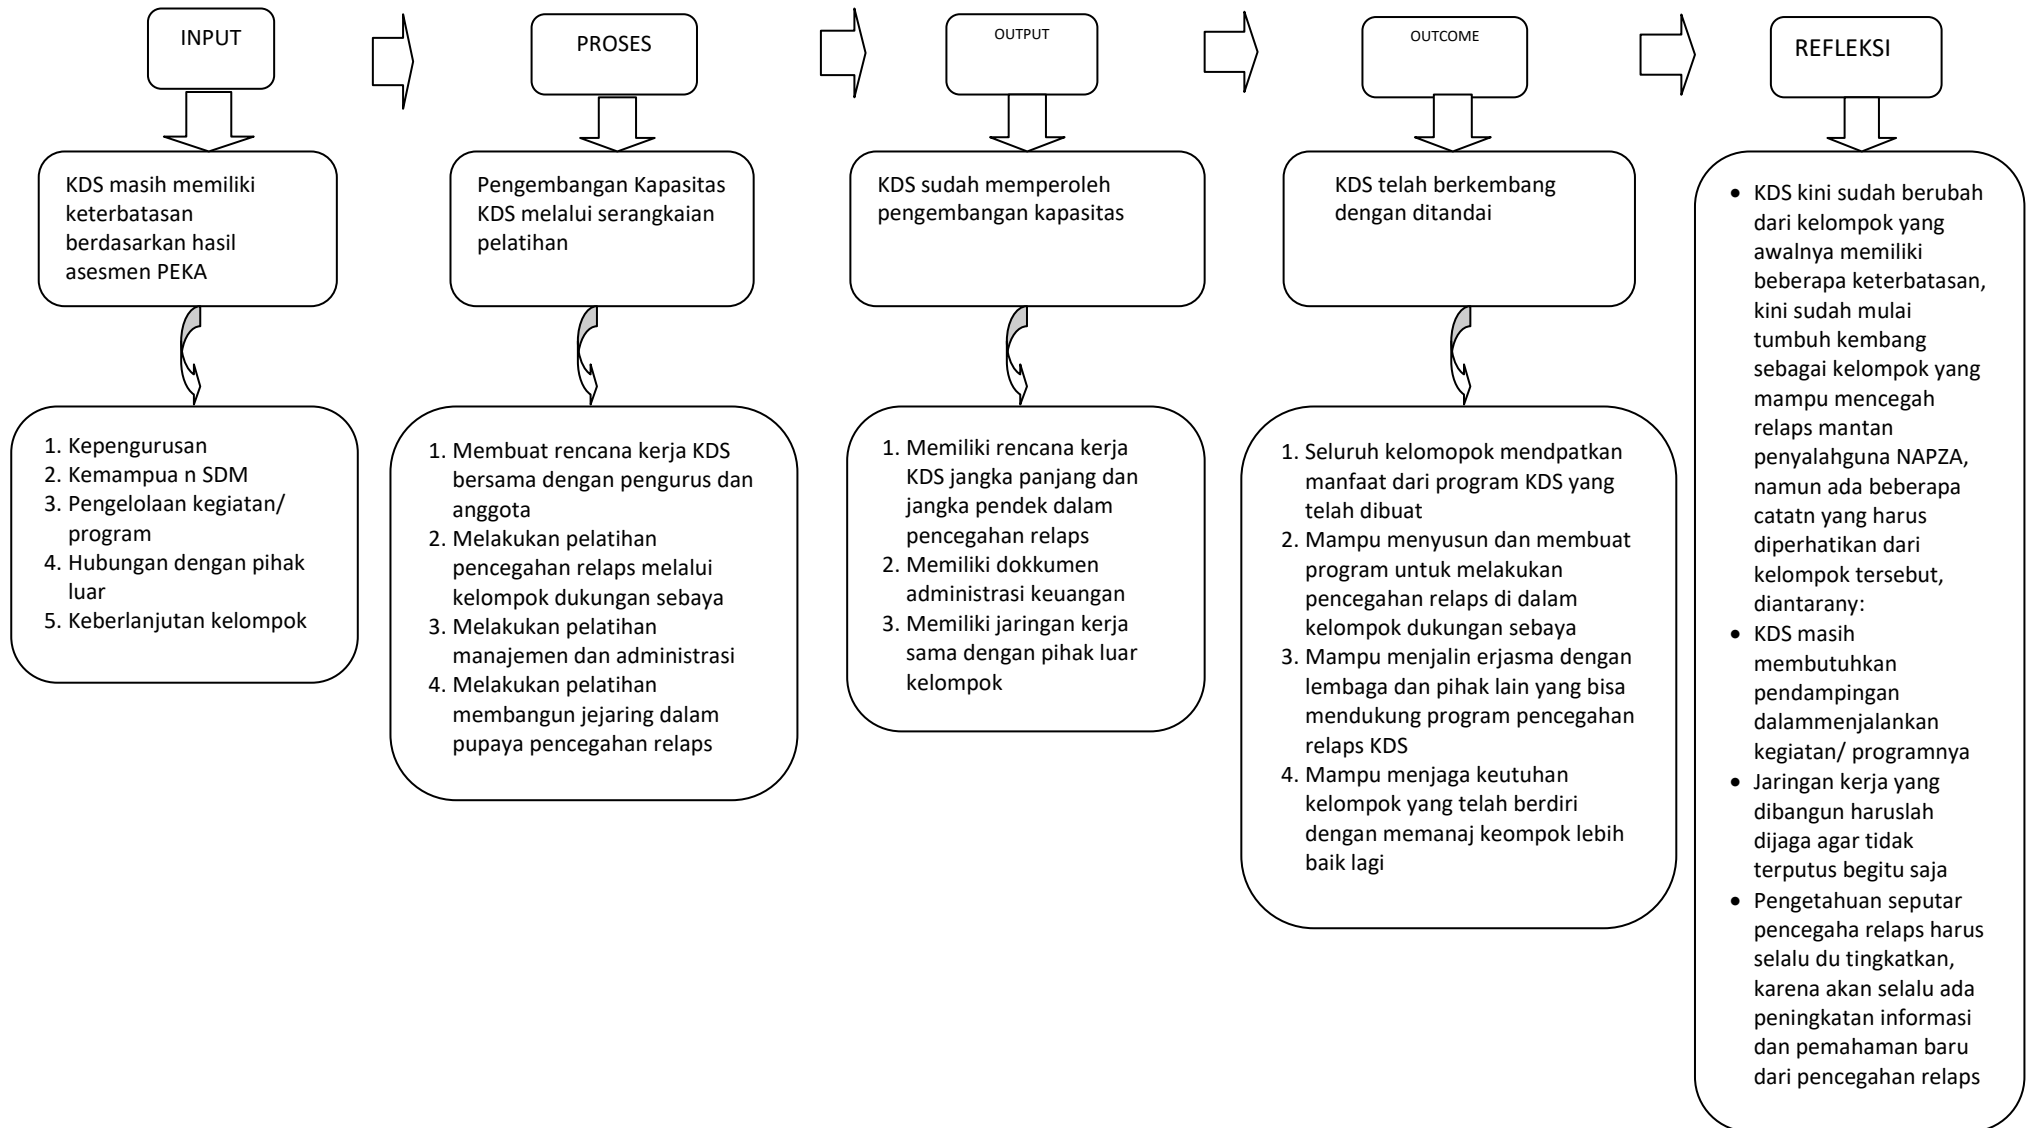 INPUT
PROSES
OUTPUT
OUTCOME
REFLEKSI
KDS masih memiliki
keterbatasan
berdasarkan hasil
asesmen PEKA
Pengembangan Kapasitas
KDS melalui serangkaian
pelatihan
KDS sudah memperoleh
pengembangan kapasitas
KDS telah berkembang
dengan ditandai
1. Kepengurusan
2. Kemampua n SDM
3. Pengelolaan kegiatan/
program
4. Hubungan dengan pihak
luar
5. Keberlanjutan kelompok
1. Membuat rencana kerja KDS
bersama dengan pengurus dan
anggota
2. Melakukan pelatihan
pencegahan relaps melalui
kelompok dukungan sebaya
3. Melakukan pelatihan
manajemen dan administrasi
4. Melakukan pelatihan
membangun jejaring dalam
pupaya pencegahan relaps
1. Memiliki rencana kerja
KDS jangka panjang dan
jangka pendek dalam
pencegahan relaps
2. Memiliki dokkumen
administrasi keuangan
3. Memiliki jaringan kerja
sama dengan pihak luar
kelompok
1. Seluruh kelomopok mendpatkan
manfaat dari program KDS yang
telah dibuat
2. Mampu menyusun dan membuat
program untuk melakukan
pencegahan relaps di dalam
kelompok dukungan sebaya
3. Mampu menjalin erjasma dengan
lembaga dan pihak lain yang bisa
mendukung program pencegahan
relaps KDS
4. Mampu menjaga keutuhan
kelompok yang telah berdiri
dengan memanaj keompok lebih
baik lagi
• KDS kini sudah berubah
dari kelompok yang
awalnya memiliki
beberapa keterbatasan,
kini sudah mulai
tumbuh kembang
sebagai kelompok yang
mampu mencegah
relaps mantan
penyalahguna NAPZA,
namun ada beberapa
catatn yang harus
diperhatikan dari
kelompok tersebut,
diantarany:
• KDS masih
membutuhkan
pendampingan
dalammenjalankan
kegiatan/ programnya
• Jaringan kerja yang
dibangun haruslah
dijaga agar tidak
terputus begitu saja
• Pengetahuan seputar
pencegaha relaps harus
selalu du tingkatkan,
karena akan selalu ada
peningkatan informasi
dan pemahaman baru
dari pencegahan relaps